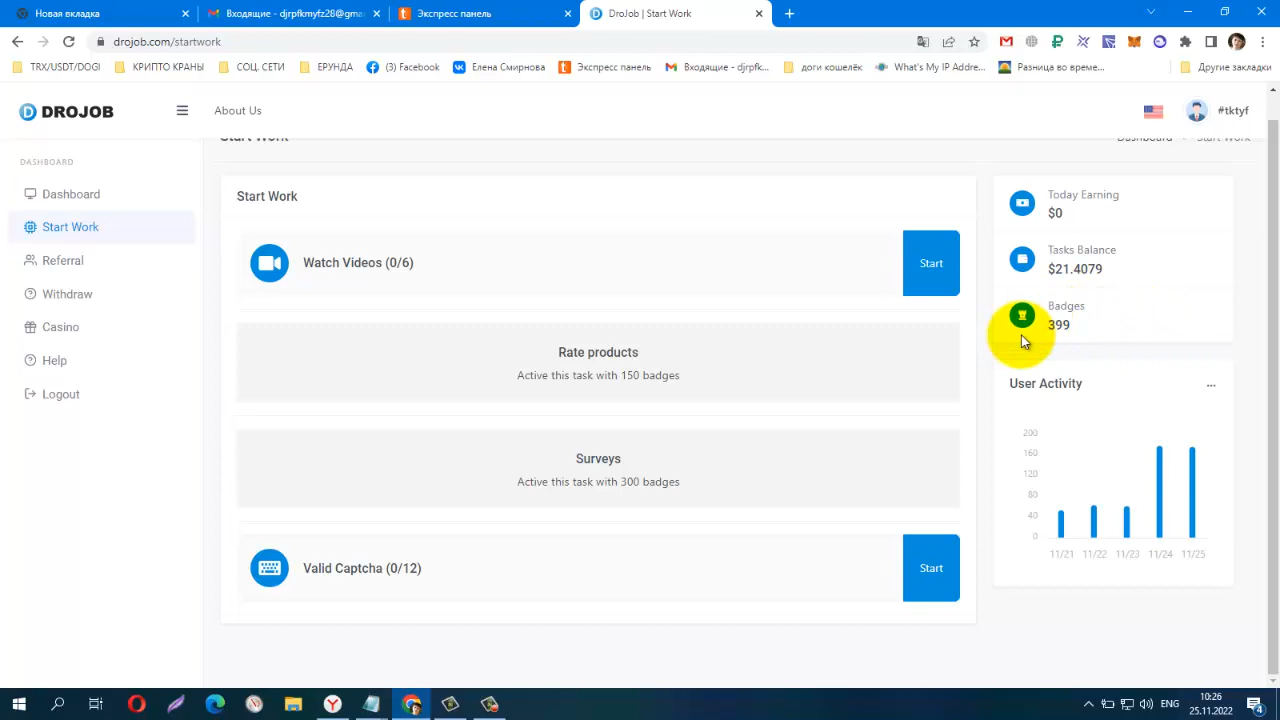 Новая вкладка
Входящие - djrpfkmyfz28@gmai
Экспресс панель
DroJob | Start Work
drojob.com/startwork
TRX/USDT/DOGI
КРИПТО КРАНЫ
СОЦ. СЕТИ
ЕРУНДА
(3) Facebook
Елена Смирнова
Экспресс панель
Входящие - djrpfk...
доги кошелёк
What's My IP Addre...
Разница во време...
Другие закладки
DROJOB
About Us
#tktyf
Start Work
Dashboard
Start Work
DASHBOARD
Dashboard
Start Work
Referral
Withdraw
Casino
Help
Logout
Start Work
Watch Videos (0/6)
Start
Rate products
Active this task with 150 badges
Surveys
Active this task with 300 badges
Valid Captcha (0/12)
Start
Today Earning
$0
Tasks Balance
$21.4079
Badges
399
User Activity
...
200
160
120
80
40
0
11/21
11/22
11/23
11/24
11/25
ENG
10:26
25.11.2022
4